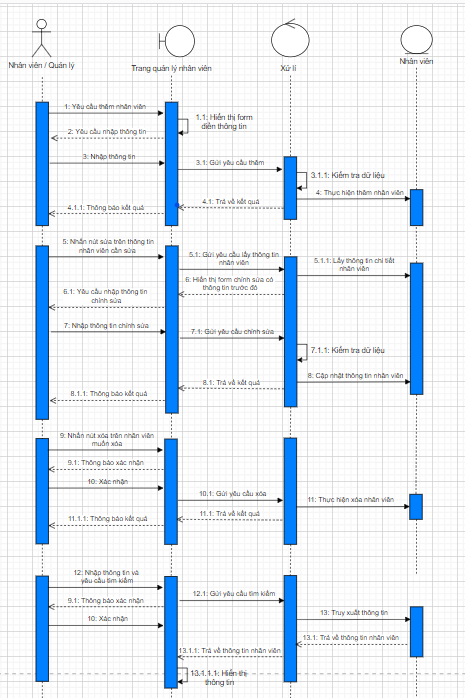 Nhân viên / Quản lý
Trang quản lý nhân viên
Xử lí
Nhân viên
1: Yêu cầu thêm nhân viên
1.1: Hiển thị form
điền thông tin
2: Yêu cầu nhập thông tin
3: Nhập thông tin
3.1: Gửi yêu cầu thêm
3.1.1: Kiểm tra dữ liệu
4: Thực hiện thêm nhân viên
4.1: Trả về kết quả
4.1.1: Thông báo kết quả
5: Nhấn nút sửa trên thông tin
nhân viên cần sửa
5.1: Gửi yêu cầu lấy thông tin
nhân viên
5.1.1: Lấy thông tin chi tiết
nhân viên
6: Hiển thị form chỉnh sửa có
thông tin trước đó
6.1: Yêu cầu nhập thông tin
chỉnh sửa
7: Nhập thông tin chỉnh sửa
7.1: Gửi yêu cầu chỉnh sửa
7.1.1: Kiểm tra dữ liệu
8: Cập nhật thông tin nhân viên
8.1: Trả về kết quả
8.1.1: Thông báo kết quả
9: Nhấn nút xóa trên nhân viên
muốn xóa
9.1: Thông báo xác nhận
10: Xác nhận
10.1: Gửi yêu cầu xóa
11: Thực hiện xóa nhân viên
11.1: Trả về kết quả
11.1.1: Thông báo kết quả
12: Nhập thông tin và
yêu cầu tìm kiếm
12.1: Gửi yêu cầu tìm kiếm
9.1: Thông báo xác nhận
10: Xác nhận
13: Truy xuất thông tin
13.1: Trả về thông tin nhân viên
13.1.1: Trả về thông tin nhân viên
13.1.1.1: Hiển thị
thông tin